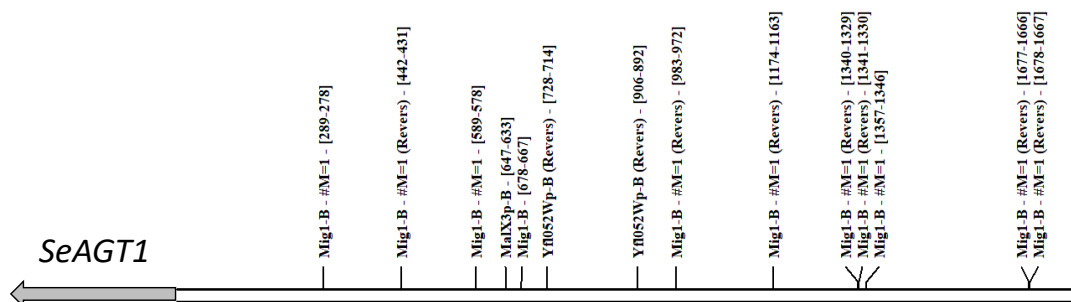 Mig1-B - #M=1 - [289-278]
Mig1-B - #M=1 (Revers) - [442-431]
Mig1-B - #M=1 - [589-578]
MalX3p-B - [647-633]
Mig1-B - [678-667]
Yfl052Wp-B (Revers) - [728-714]
Yfl052Wp-B (Revers) - [906-892]
Mig1-B - #M=1 (Revers) - [983-972]
Mig1-B - #M=1 (Revers) - [1174-1163]
Mig1-B - #M=1 (Revers) - [1340-1329]
Mig1-B - #M=1 (Revers) - [1341-1330]
Mig1-B - #M=1 - [1357-1346]
Mig1-B - #M=1 (Revers) - [1677-1666]
Mig1-B - #M=1 (Revers) - [1678-1667]
SeAGT1